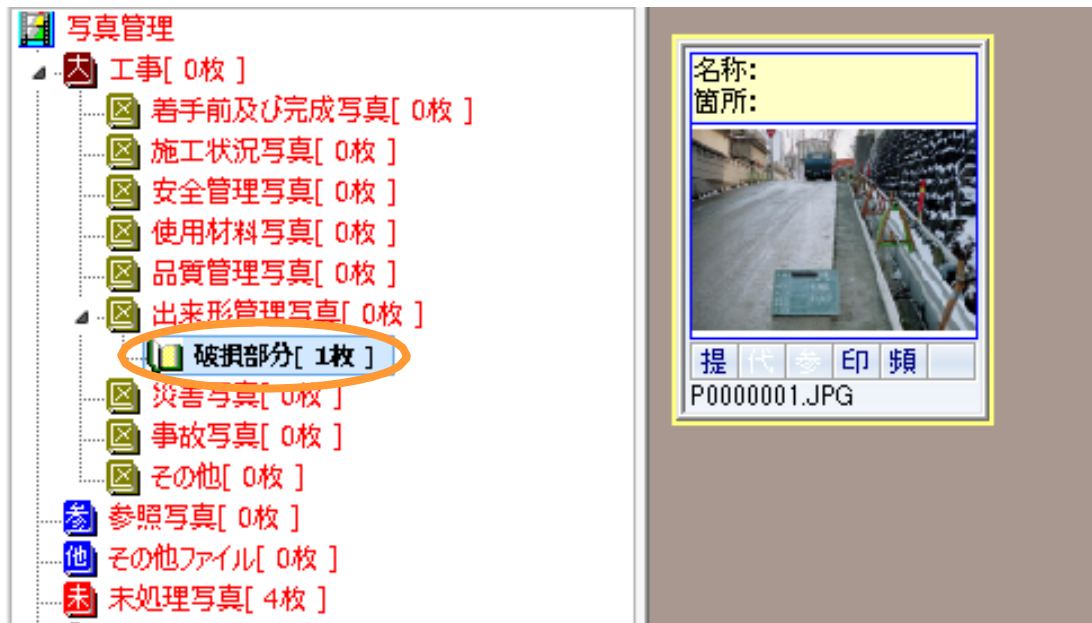 写真管理
工事[ 0枚 ]
着手前及び完成写真[ 0枚 ]
施工状況写真[ 0枚 ]
安全管理写真[ 0枚 ]
使用材料写真[ 0枚 ]
品質管理写真[ 0枚 ]
出来形管理写真[ 0枚 ]
破損部分[ 1枚 ]
災害写真[ 0枚 ]
事故写真[ 0枚 ]
その他[ 0枚 ]
参 参照写真[ 0枚 ]
他 その他ファイル[ 0枚 ]
未 未処理写真[ 4枚 ]
名称:
箇所:
提 代 参 印 頻
P0000001.JPG